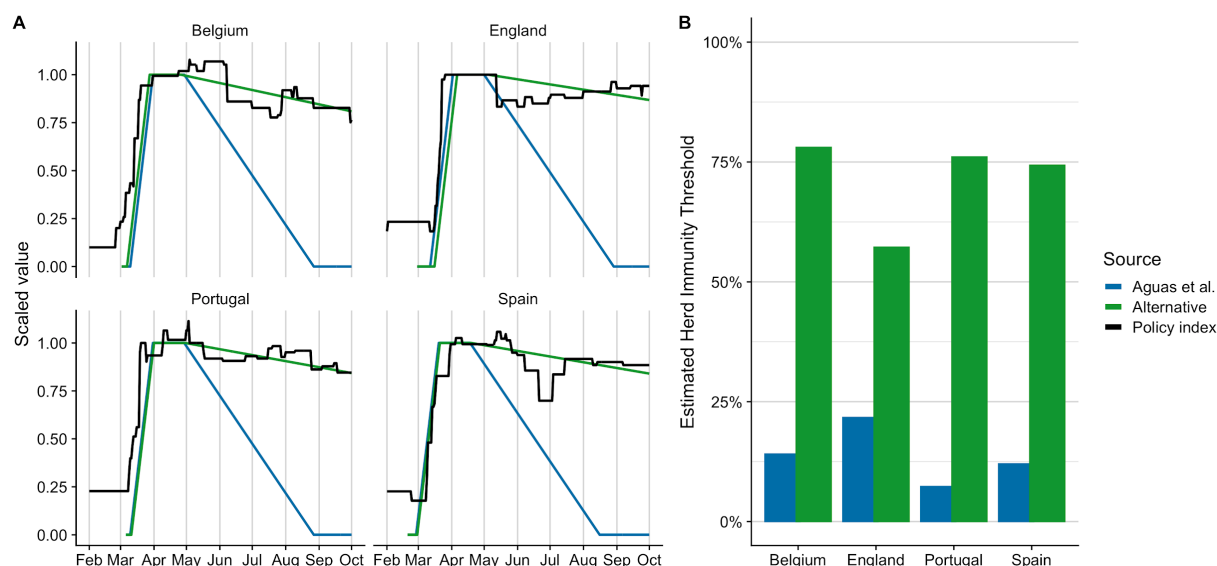 A
Belgium
England
1.00
0.75
0.50
0.25
0.00
Portugal
Spain
1.00
0.75
0.50
0.25
0.00
Scaled value
Feb Mar Apr May Jun Jul Aug Sep Oct
Feb Mar Apr May Jun Jul Aug Sep Oct
B
100%
75%
50%
25%
0%
Estimated Herd Immunity Threshold
Belgium England Portugal Spain
Source
Aguas et al.
Alternative
Policy index